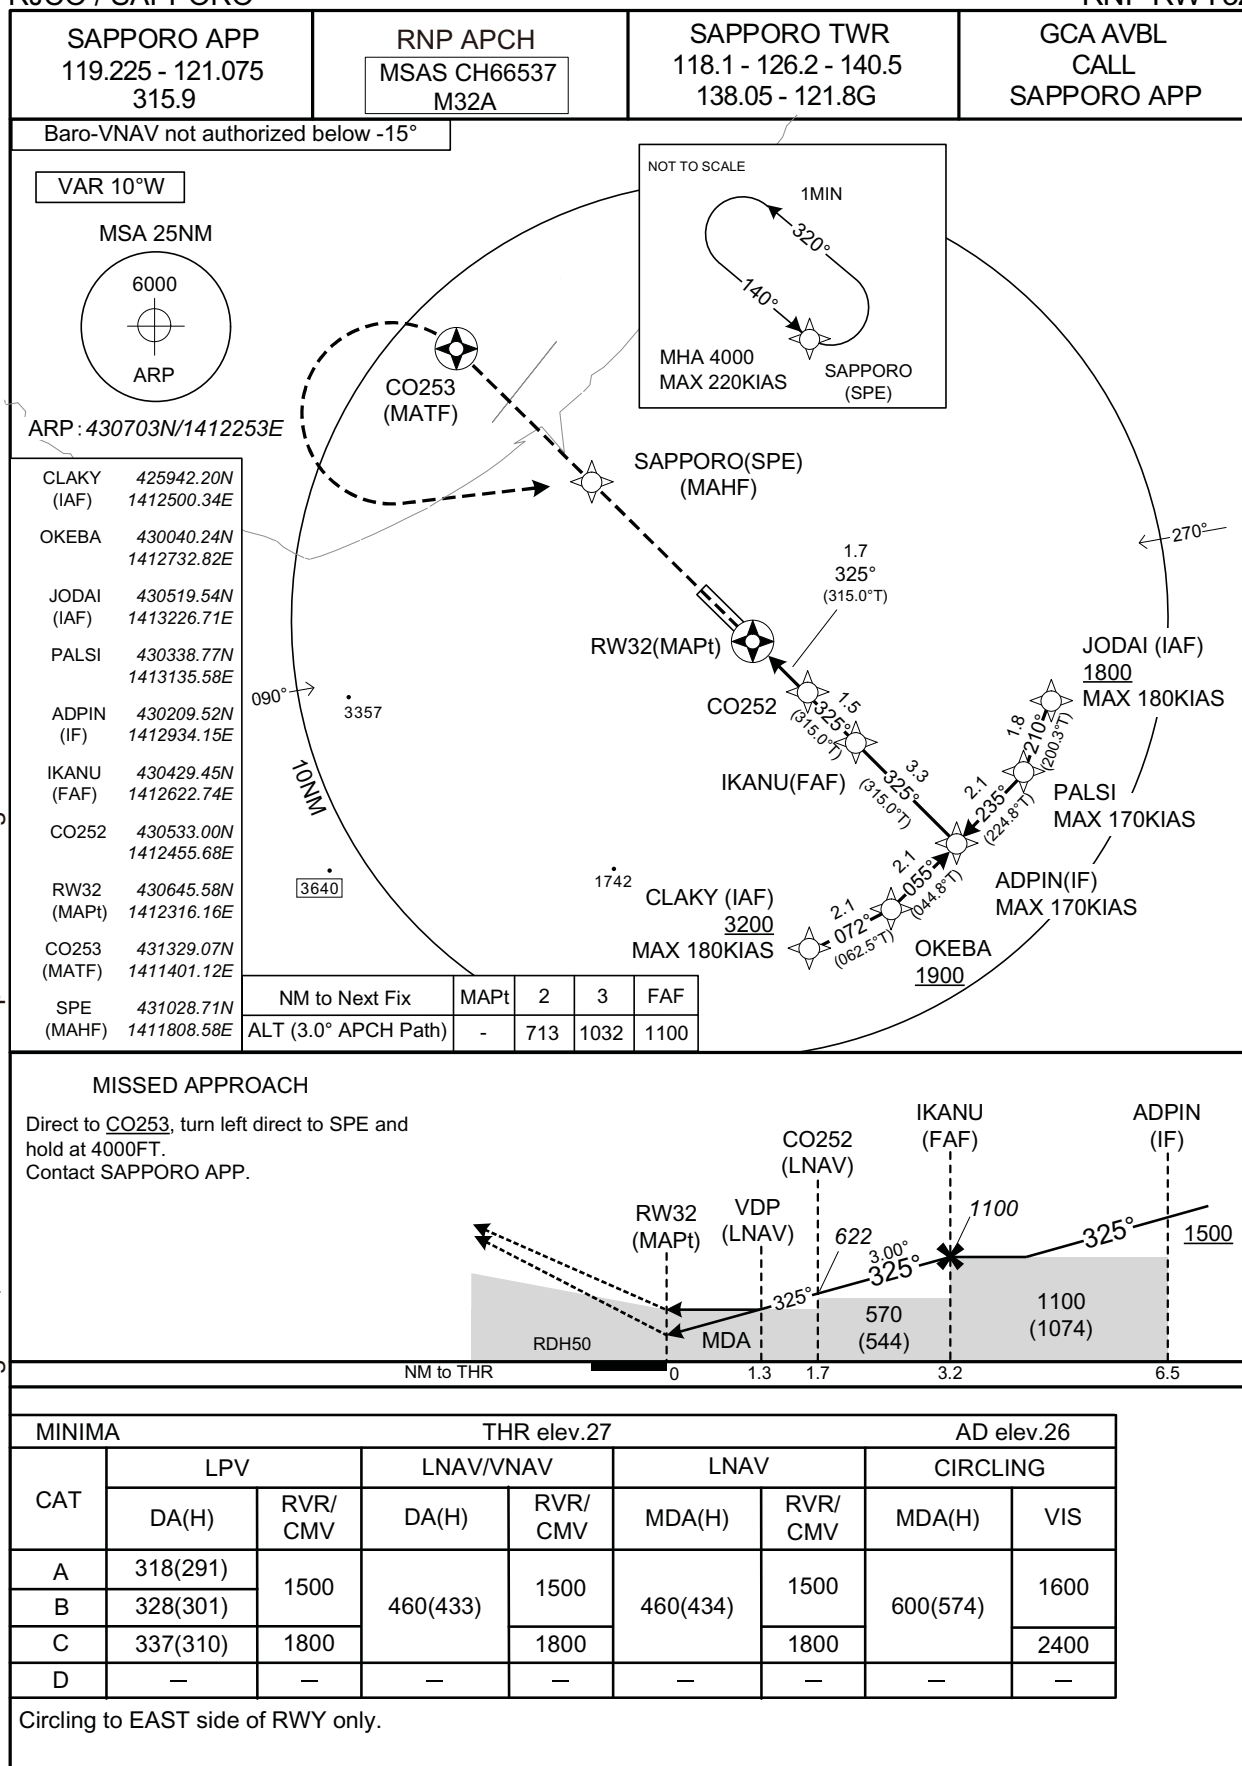 SAPPORO APP
119.225 - 121.075
315.9
RNP APCH
MSAS CH66537
M32A
SAPPORO TWR
118.1 - 126.2 - 140.5
138.05 - 121.8G
GCA AVBL
CALL
SAPPORO APP
Baro-VNAV not authorized below -15°
VAR 10°W
MSA 25NM
6000
ARP
ARP : 430703N/1412253E
NOT TO SCALE
1MIN
320°
140°
MHA 4000
MAX 220KIAS
SAPPORO
(SPE)
CO253
(MATF)
SAPPORO(SPE)
(MAHF)
270°
1.7
325°
(315.0°T)
RW32(MAPt)
CO252
1.5
325°
(315.0°T)
IKANU(FAF)
3.3
325°
(315.0°T)
JODAI (IAF)
1800
MAX 180KIAS
1.8
210°
(200.3°T)
PALSI
MAX 170KIAS
2.1
235°
(224.8°T)
ADPIN(IF)
MAX 170KIAS
2.1
055°
(044.8°T)
OKEBA
1900
2.1
072°
(062.5°T)
CLAKY (IAF)
3200
MAX 180KIAS
090°
3357
10NM
3640
1742
CLAKY 425942.20N
(IAF) 1412500.34E
OKEBA 430040.24N
1412732.82E
JODAI 430519.54N
(IAF) 1413226.71E
PALSI 430338.77N
1413135.58E
ADPIN 430209.52N
(IF) 1412934.15E
IKANU 430429.45N
(FAF) 1412622.74E
CO252 430533.00N
1412455.68E
RW32 430645.58N
(MAPt) 1412316.16E
CO253 431329.07N
(MATF) 1411401.12E
SPE 431028.71N
(MAHF) 1411808.58E
NM to Next Fix MAPt 2 3 FAF
ALT (3.0° APCH Path) - 713 1032 1100
MISSED APPROACH
Direct to CO253, turn left direct to SPE and
hold at 4000FT.
Contact SAPPORO APP.
IKANU
(FAF)
ADPIN
(IF)
CO252
(LNAV)
VDP
(LNAV)
RW32
(MAPt)
622
1100
3.00°
325°
325°
325°
1500
570
(544)
1100
(1074)
RDH50
MDA
NM to THR 0 1.3 1.7 3.2 6.5
MINIMA THR elev.27 AD elev.26
CAT LPV LNAV/VNAV LNAV CIRCLING
DA(H) RVR/CMV DA(H) RVR/CMV MDA(H) RVR/CMV MDA(H) VIS
A 318(291) 1500 460(433) 1500 460(434) 1500 600(574) 1600
B 328(301)
C 337(310) 1800 1800 1800 2400
D — — — — — — — —
Circling to EAST side of RWY only.